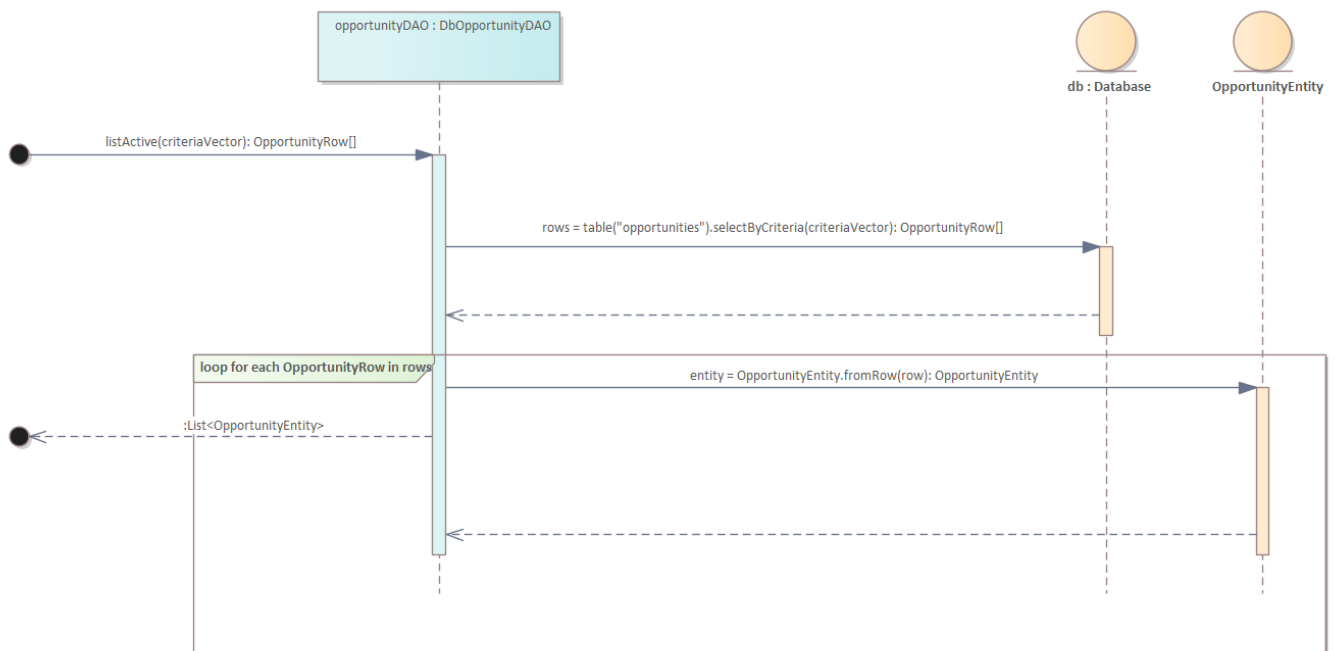 opportunityDAO : DbOpportunityDAO
db : Database
OpportunityEntity
listActive(criteriaVector): OpportunityRow[]
rows = table("opportunities").selectByCriteria(criteriaVector): OpportunityRow[]
loop for each OpportunityRow in rows
entity = OpportunityEntity.fromRow(row): OpportunityEntity
:List<OpportunityEntity>